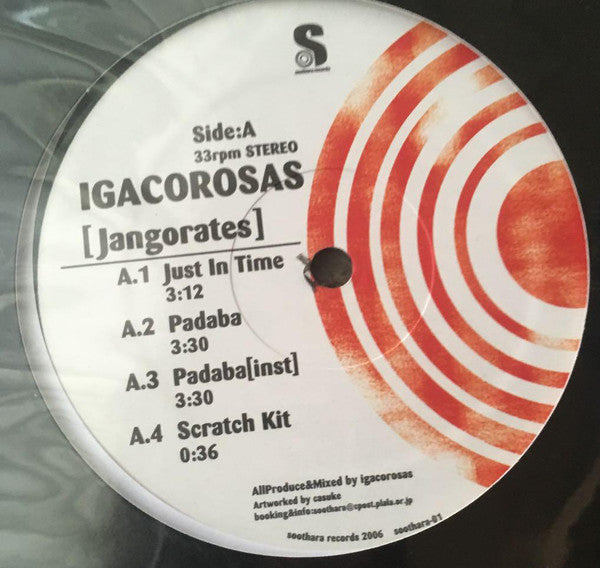 S
soothara records
Side:A
33rpm STEREO
IGACOROSAS
[Jangorates]
A.1 Just In Time
3:12
A.2 Padaba
3:30
A.3 Padaba[inst]
3:30
A.4 Scratch Kit
0:36
AllProduce&Mixed by igacorosas
Artworked by casuke
booking&info:soothara@cpost.plala.or.jp
soothara records 2006 soothara-01